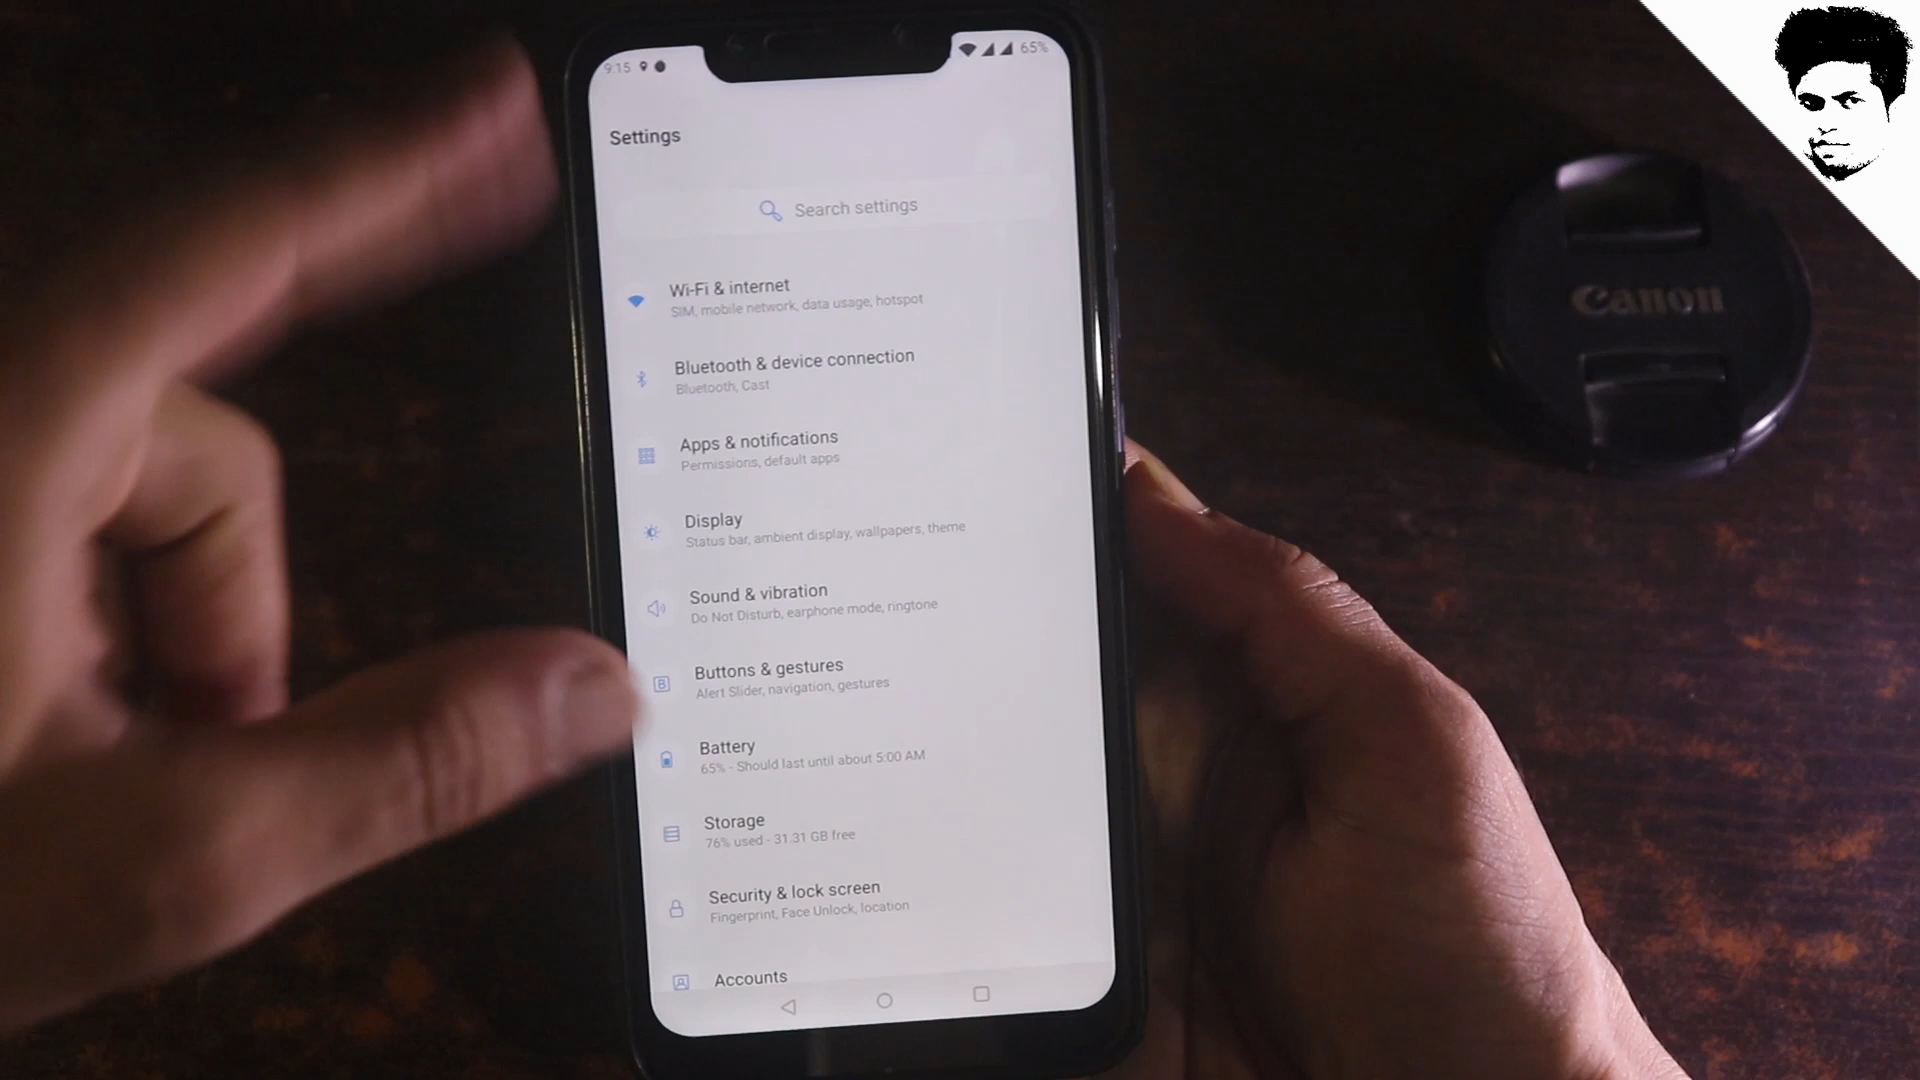 9:15
65%
Settings
Search settings
Wi-Fi & internet
SIM, mobile network, data usage, hotspot
Bluetooth & device connection
Bluetooth, Cast
Apps & notifications
Permissions, default apps
Display
Status bar, ambient display, wallpapers, theme
Sound & vibration
Do Not Disturb, earphone mode, ringtone
Buttons & gestures
Alert Slider, navigation, gestures
Battery
65% - Should last until about 5:00 AM
Storage
76% used - 31.31 GB free
Security & lock screen
Fingerprint, Face Unlock, location
Accounts
Canon